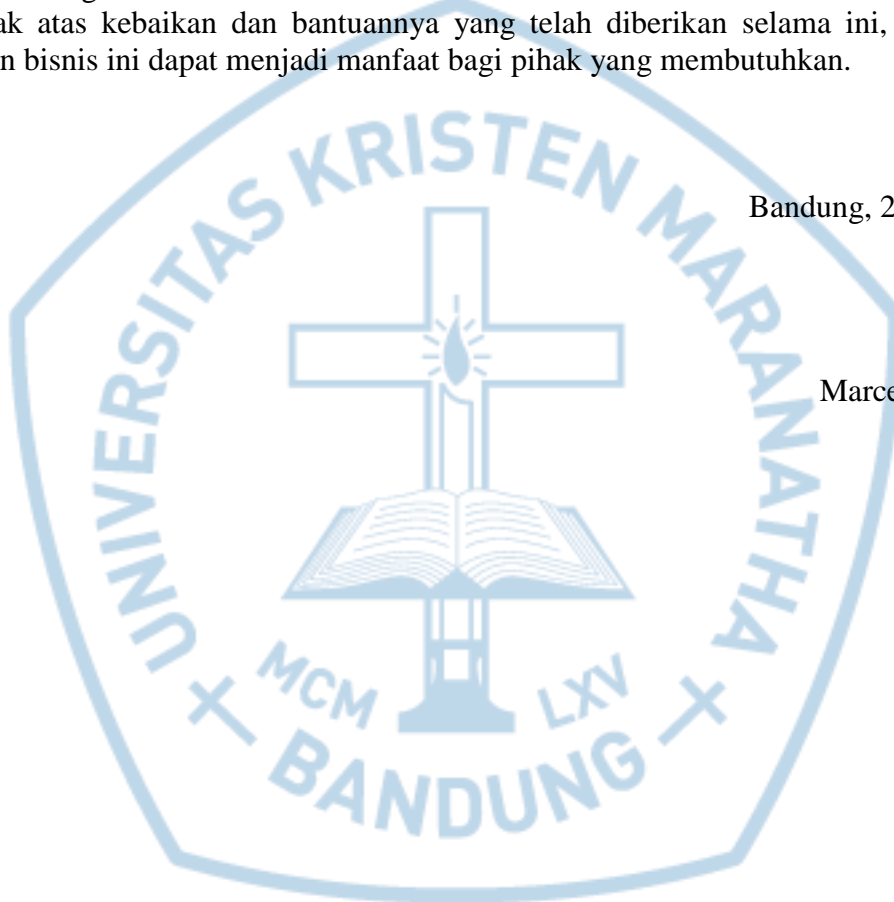 ak atas kebaikan dan bantuannya yang telah diberikan selama ini,
n bisnis ini dapat menjadi manfaat bagi pihak yang membutuhkan.
Bandung, 2
Marce
UNIVERSITAS KRISTEN MARANATHA
MCM LXV
BANDUNG